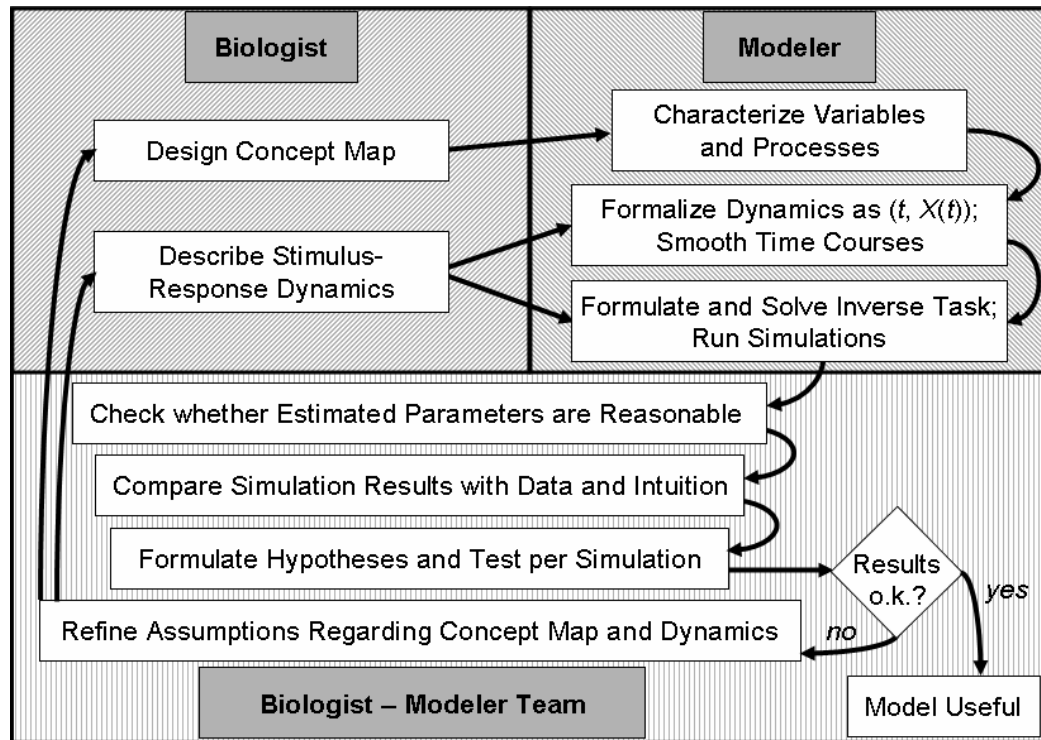 Biologist
Modeler
Design Concept Map
Characterize Variables
and Processes
Describe Stimulus-
Response Dynamics
Formalize Dynamics as (t, X(t));
Smooth Time Courses
Formulate and Solve Inverse Task;
Run Simulations
Check whether Estimated Parameters are Reasonable
Compare Simulation Results with Data and Intuition
Formulate Hypotheses and Test per Simulation
Results
o.k.?
yes
no
Refine Assumptions Regarding Concept Map and Dynamics
Biologist – Modeler Team
Model Useful